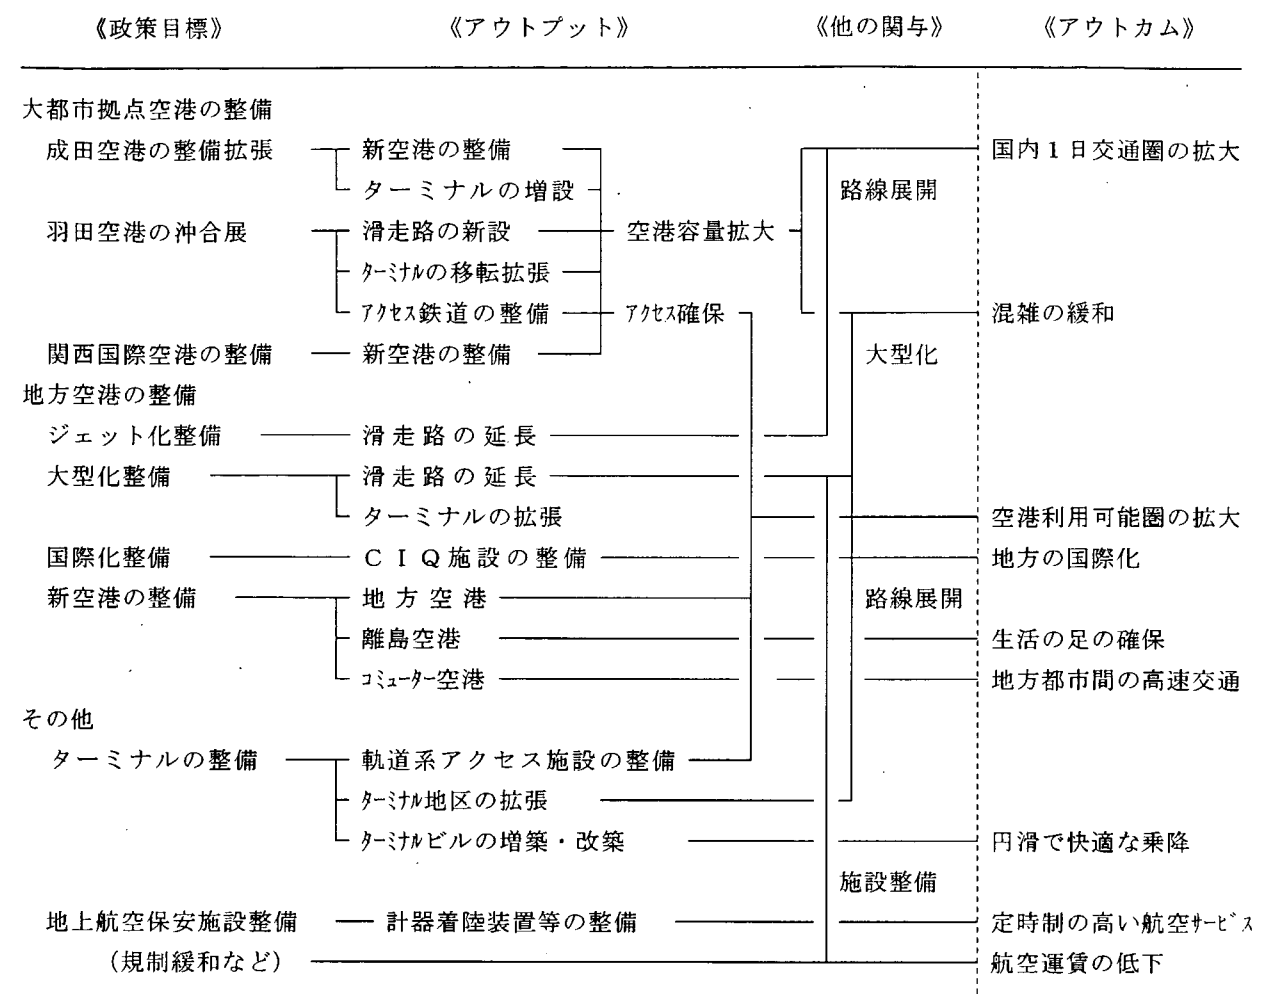 《政策目標》 《アウトプット》 《他の関与》 《アウトカム》
大都市拠点空港の整備
成田空港の整備拡張 新空港の整備 国内1日交通圏の拡大
ターミナルの増設 路線展開
羽田空港の沖合展 滑走路の新設 空港容量拡大
ﾀｰﾐﾅﾙの移転拡張
ｱｸｾｽ鉄道の整備 ｱｸｾｽ確保 混雑の緩和
関西国際空港の整備 新空港の整備 大型化
地方空港の整備
ジェット化整備 滑走路の延長
大型化整備 滑走路の延長
ターミナルの拡張 空港利用可能圏の拡大
国際化整備 CIQ施設の整備 地方の国際化
新空港の整備 地方空港 路線展開
離島空港 生活の足の確保
ｺﾐｭｰﾀｰ空港 地方都市間の高速交通
その他
ターミナルの整備 軌道系アクセス施設の整備
ﾀｰﾐﾅﾙ地区の拡張
ﾀｰﾐﾅﾙビルの増築・改築 円滑で快適な乗降
施設整備
地上航空保安施設整備 計器着陸装置等の整備 定時制の高い航空ｻｰﾋﾞｽ
(規制緩和など) 航空運賃の低下